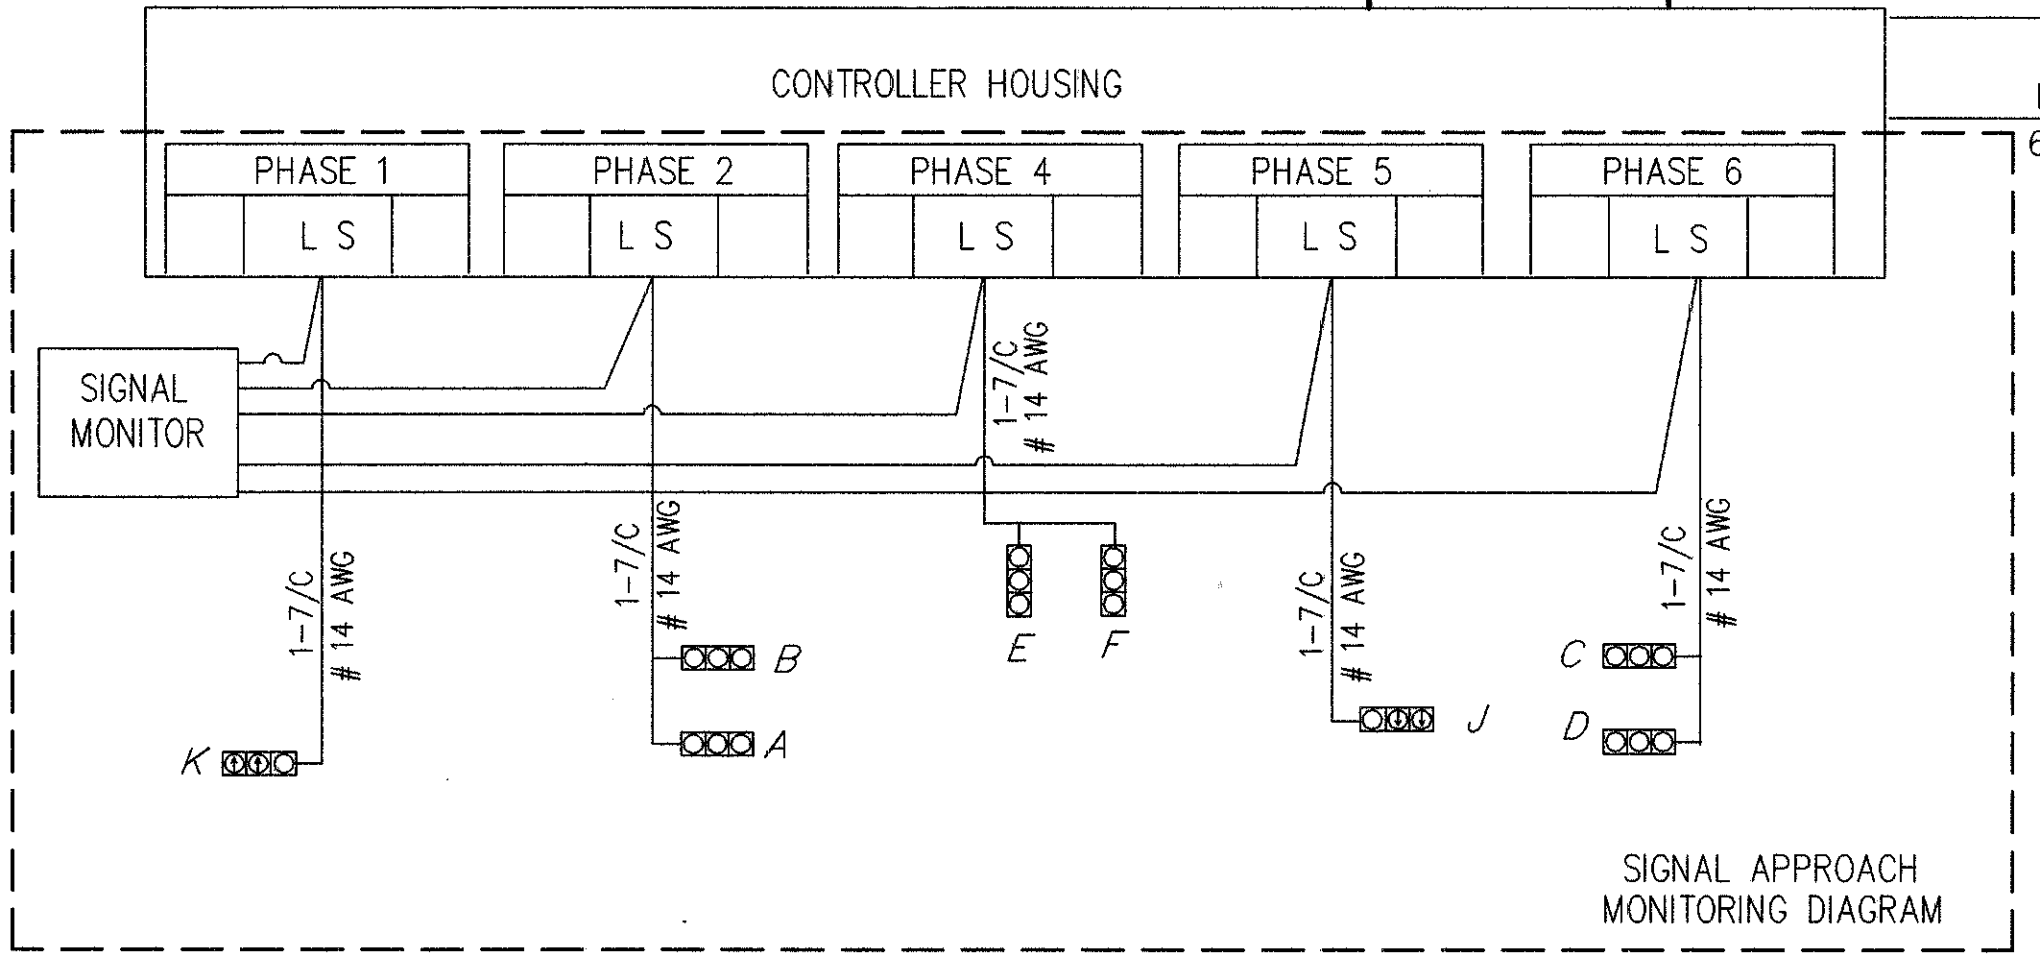 CONTROLLER HOUSING
6
PHASE 1
PHASE 2
PHASE 4
PHASE 5
PHASE 6
L S
L S
L S
L S
L S
SIGNAL
MONITOR
1-7/C
# 14 AWG
1-7/C
# 14 AWG
1-7/C
# 14 AWG
1-7/C
# 14 AWG
1-7/C
# 14 AWG
K
B
A
E
F
J
C
D
SIGNAL APPROACH
MONITORING DIAGRAM